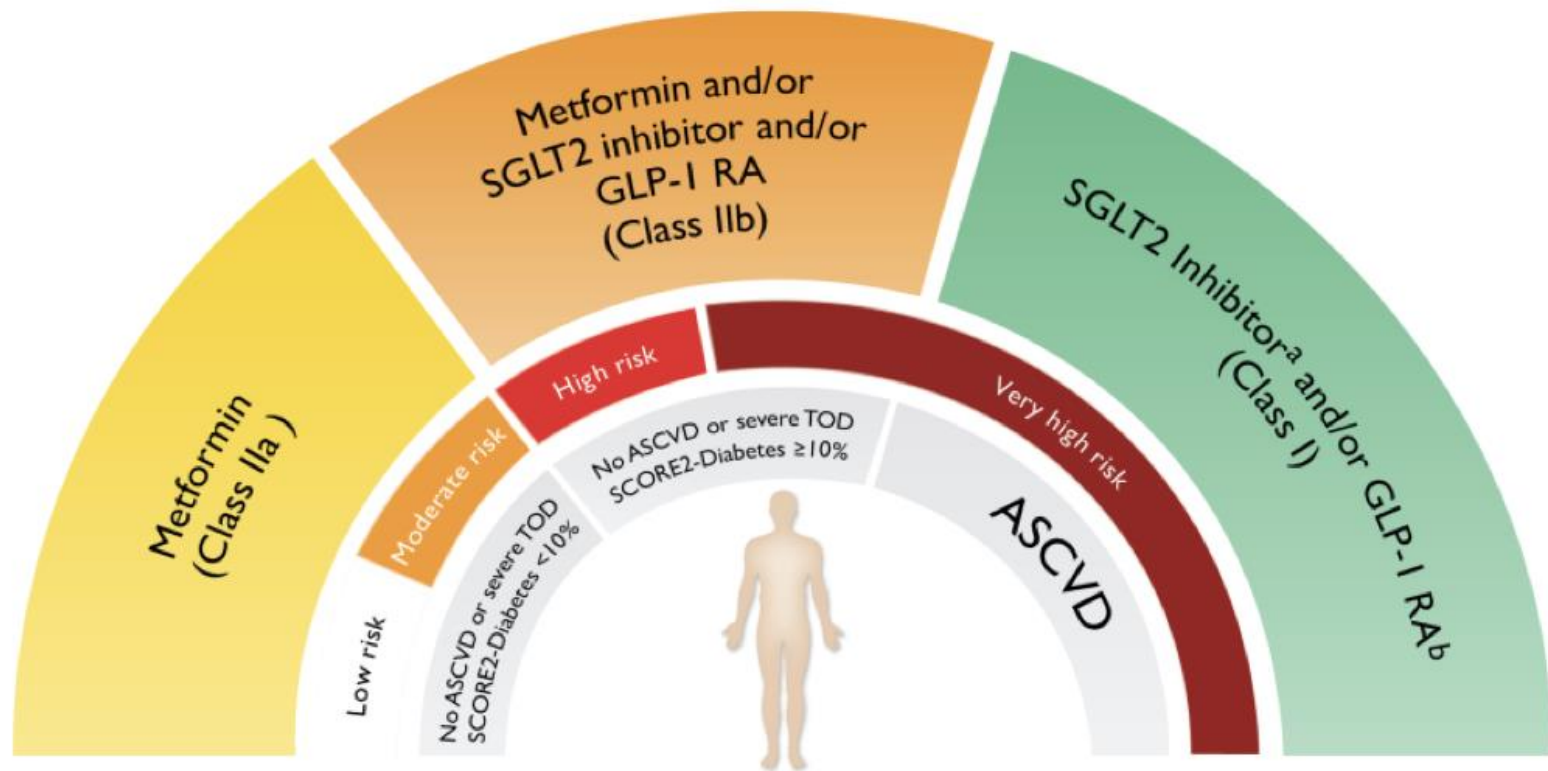 Metformin
(Class IIa )
Metformin and/or
SGLT2 inhibitor and/or
GLP-1 RA
(Class IIb)
SGLT2 Inhibitorᵃ and/or GLP-1 RAᵇ
(Class I)
Low risk
Moderate risk
High risk
Very high risk
No ASCVD or severe TOD
SCORE2-Diabetes <10%
No ASCVD or severe TOD
SCORE2-Diabetes ≥10%
ASCVD